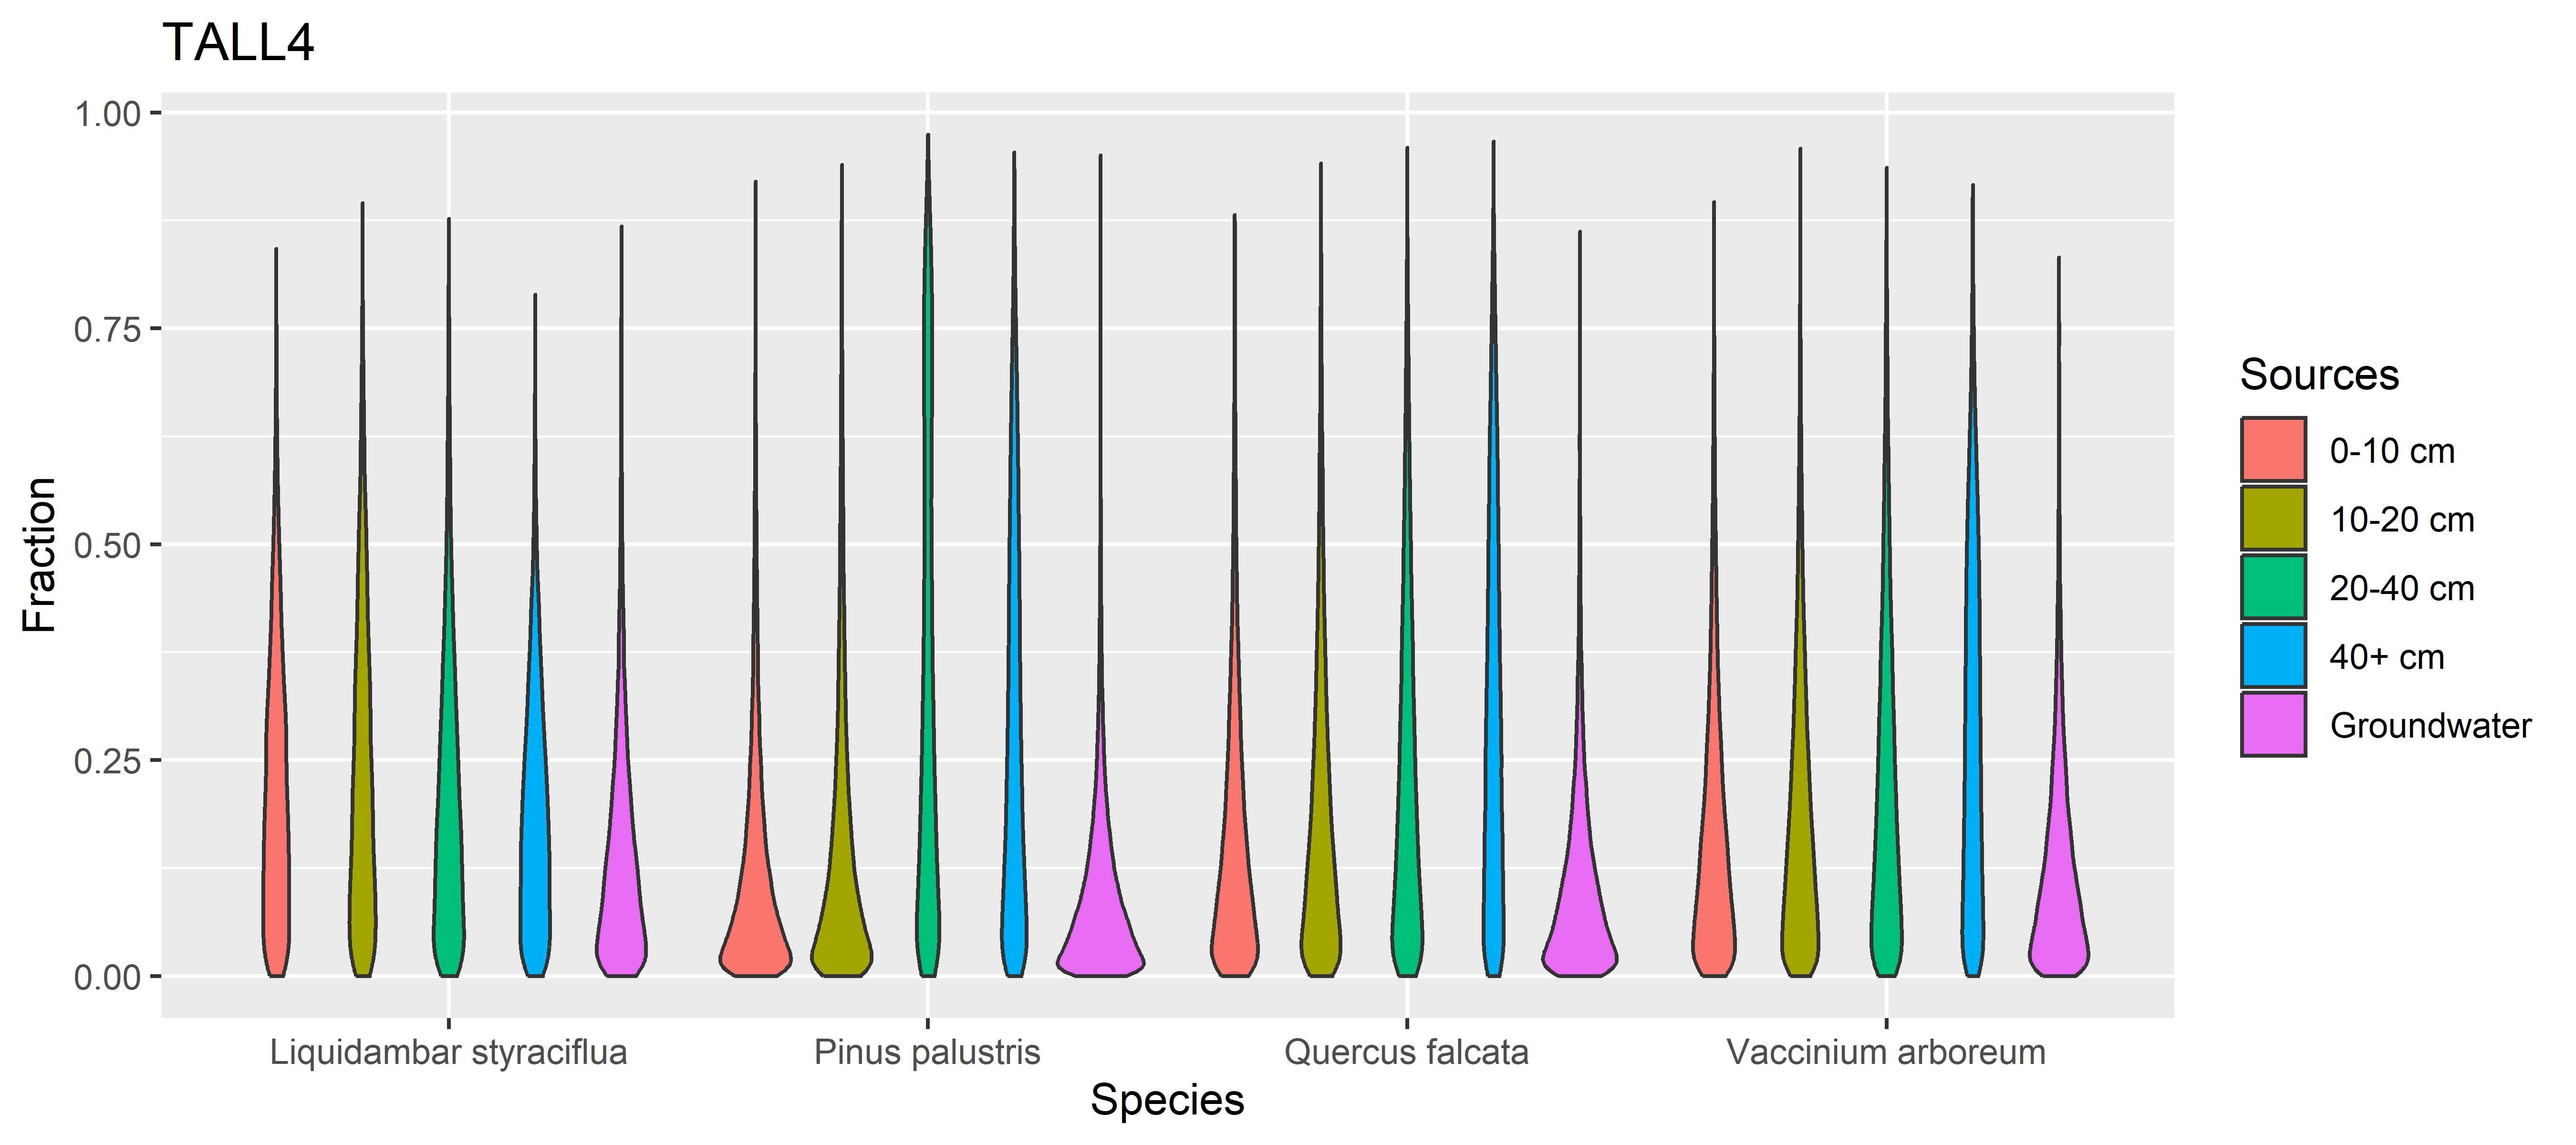 TALL4
1.00
0.75
0.50
0.25
0.00
Fraction
Liquidambar styraciflua
Pinus palustris
Quercus falcata
Vaccinium arboreum
Species
Sources
0-10 cm
10-20 cm
20-40 cm
40+ cm
Groundwater